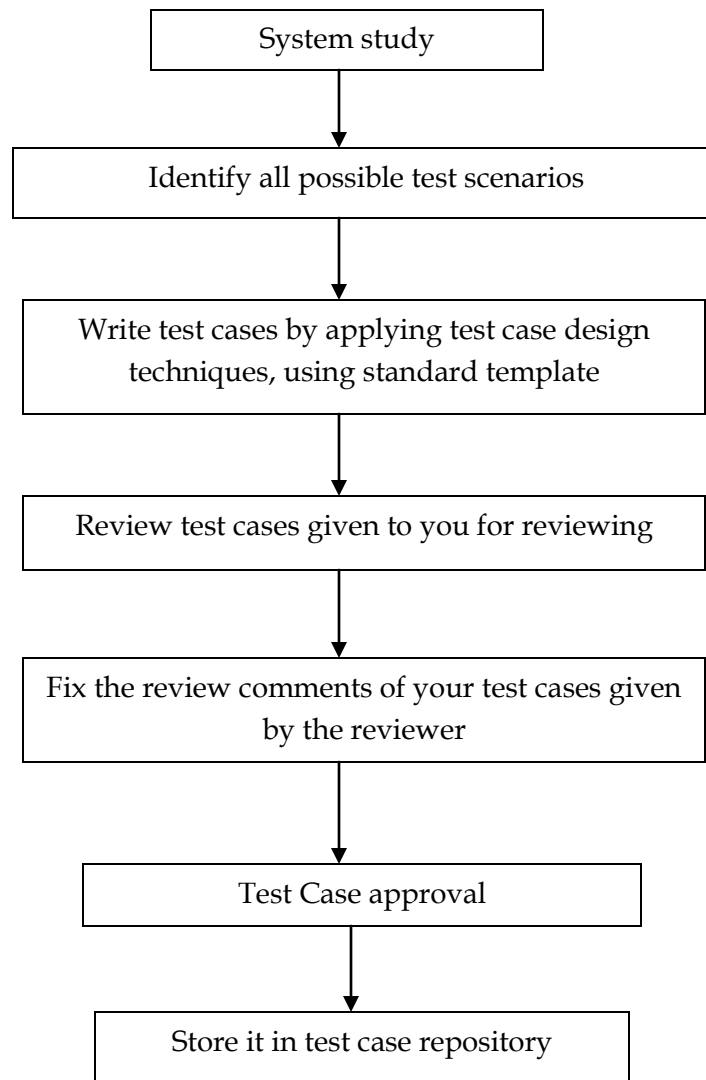 System study
Identify all possible test scenarios
Write test cases by applying test case design
techniques, using standard template
Review test cases given to you for reviewing
Fix the review comments of your test cases given
by the reviewer
Test Case approval
Store it in test case repository